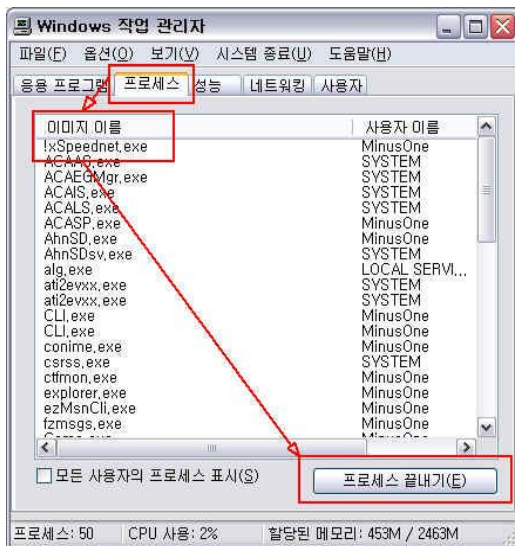 Windows 작업 관리자
파일(F) 옵션(O) 보기(V) 시스템 종료(U) 도움말(H)
응용 프로그램 프로세스 성능 네트워킹 사용자
이미지 이름 사용자 이름
!xSpeednet.exe MinusOne
ACAAS.exe SYSTEM
ACAEGMgr.exe SYSTEM
ACAIS.exe SYSTEM
ACALS.exe SYSTEM
ACASP.exe MinusOne
AhnSD.exe MinusOne
AhnSDsv.exe SYSTEM
alg.exe LOCAL SERVI...
ati2evxx.exe SYSTEM
ati2evxx.exe SYSTEM
CLI.exe MinusOne
CLI.exe MinusOne
conime.exe MinusOne
csrss.exe SYSTEM
ctfmon.exe MinusOne
explorer.exe MinusOne
ezMsnCli.exe MinusOne
fzmsgs.exe MinusOne
모든 사용자의 프로세스 표시(S) 프로세스 끝내기(E)
프로세스: 50 CPU 사용: 2% 할당된 메모리: 453M / 2463M